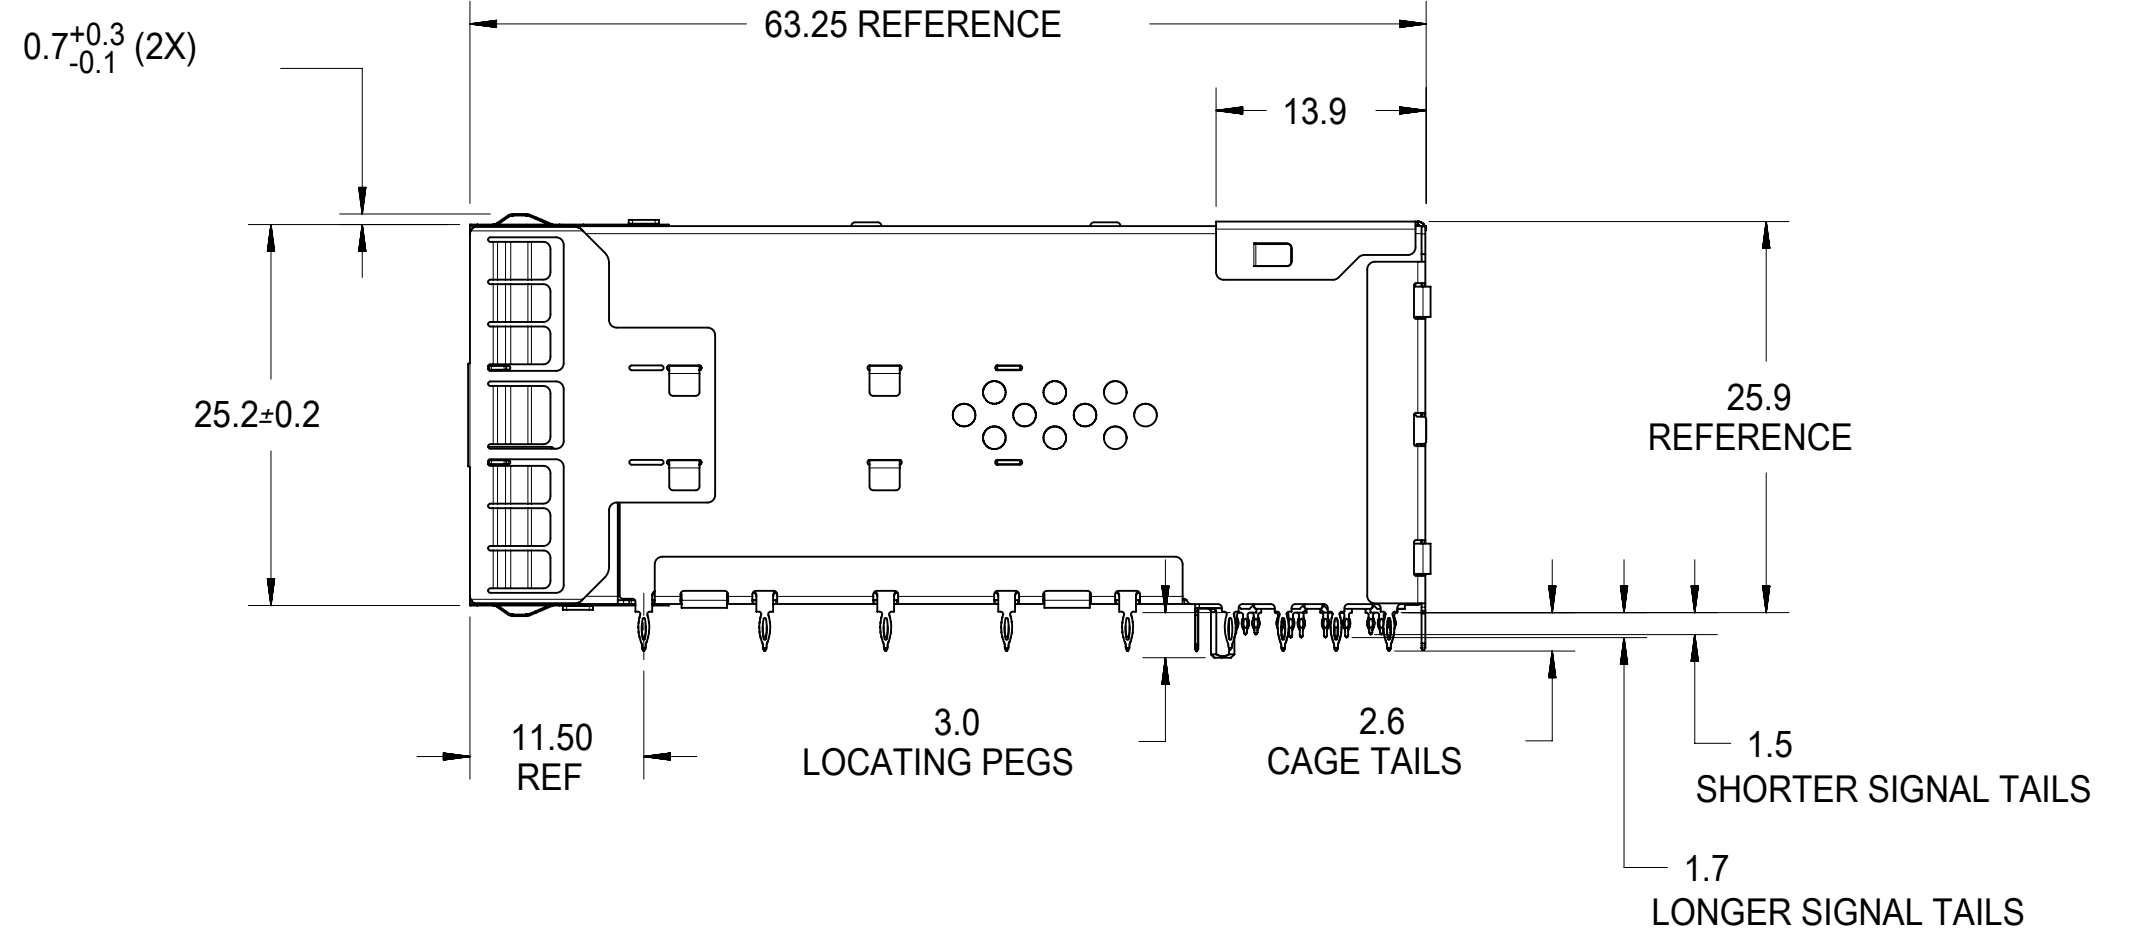 63.25 REFERENCE
0.7+0.3-0.1 (2X)
13.9
25.2±0.2
25.9
REFERENCE
11.50
REF
3.0
LOCATING PEGS
2.6
CAGE TAILS
1.5
SHORTER SIGNAL TAILS
1.7
LONGER SIGNAL TAILS